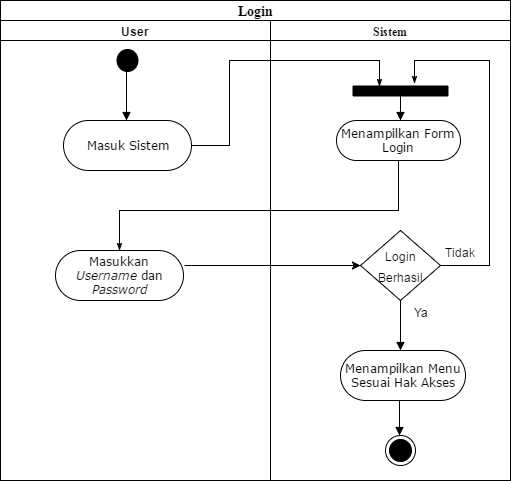 Login
User
Sistem
Masuk Sistem
Menampilkan Form
Login
Masukkan
Username dan
Password
Login
Berhasil
Tidak
Ya
Menampilkan Menu
Sesuai Hak Akses